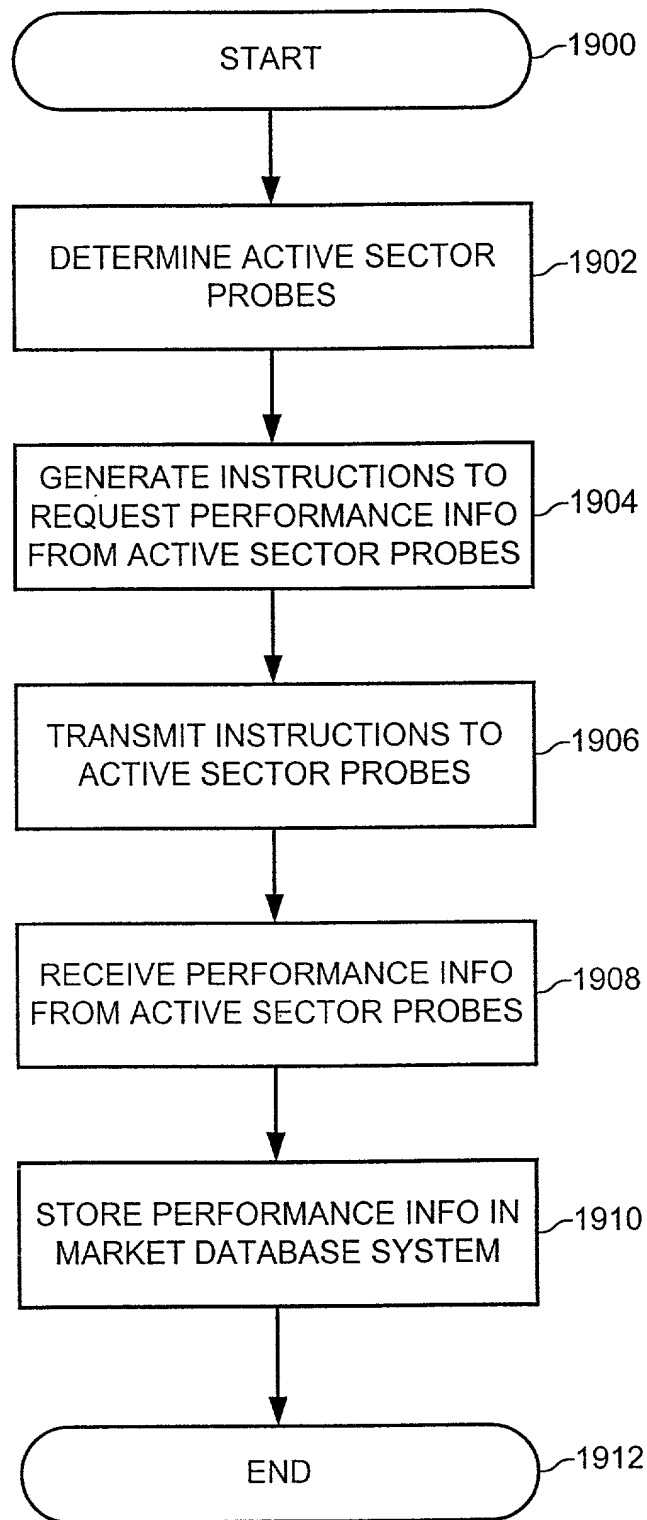 START
1900
DETERMINE ACTIVE SECTOR
PROBES
1902
GENERATE INSTRUCTIONS TO
REQUEST PERFORMANCE INFO
FROM ACTIVE SECTOR PROBES
1904
TRANSMIT INSTRUCTIONS TO
ACTIVE SECTOR PROBES
1906
RECEIVE PERFORMANCE INFO
FROM ACTIVE SECTOR PROBES
1908
STORE PERFORMANCE INFO IN
MARKET DATABASE SYSTEM
1910
END
1912